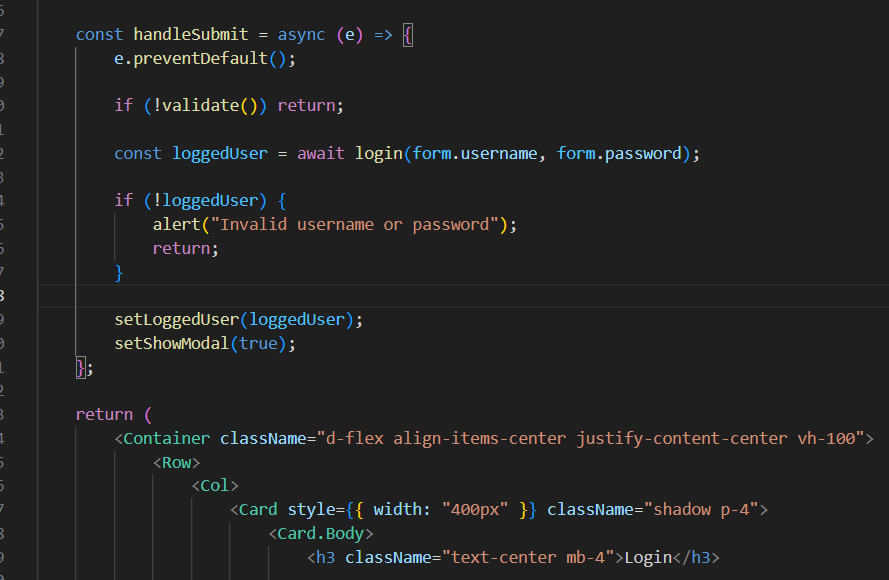 const handleSubmit = async (e) => {
e.preventDefault();
if (!validate()) return;
const loggedUser = await login(form.username, form.password);
if (!loggedUser) {
alert("Invalid username or password");
return;
}
setLoggedUser(loggedUser);
setShowModal(true);
};
return (
<Container className="d-flex align-items-center justify-content-center vh-100">
<Row>
<Col>
<Card style={{ width: "400px" }} className="shadow p-4">
<Card.Body>
<h3 className="text-center mb-4">Login</h3>